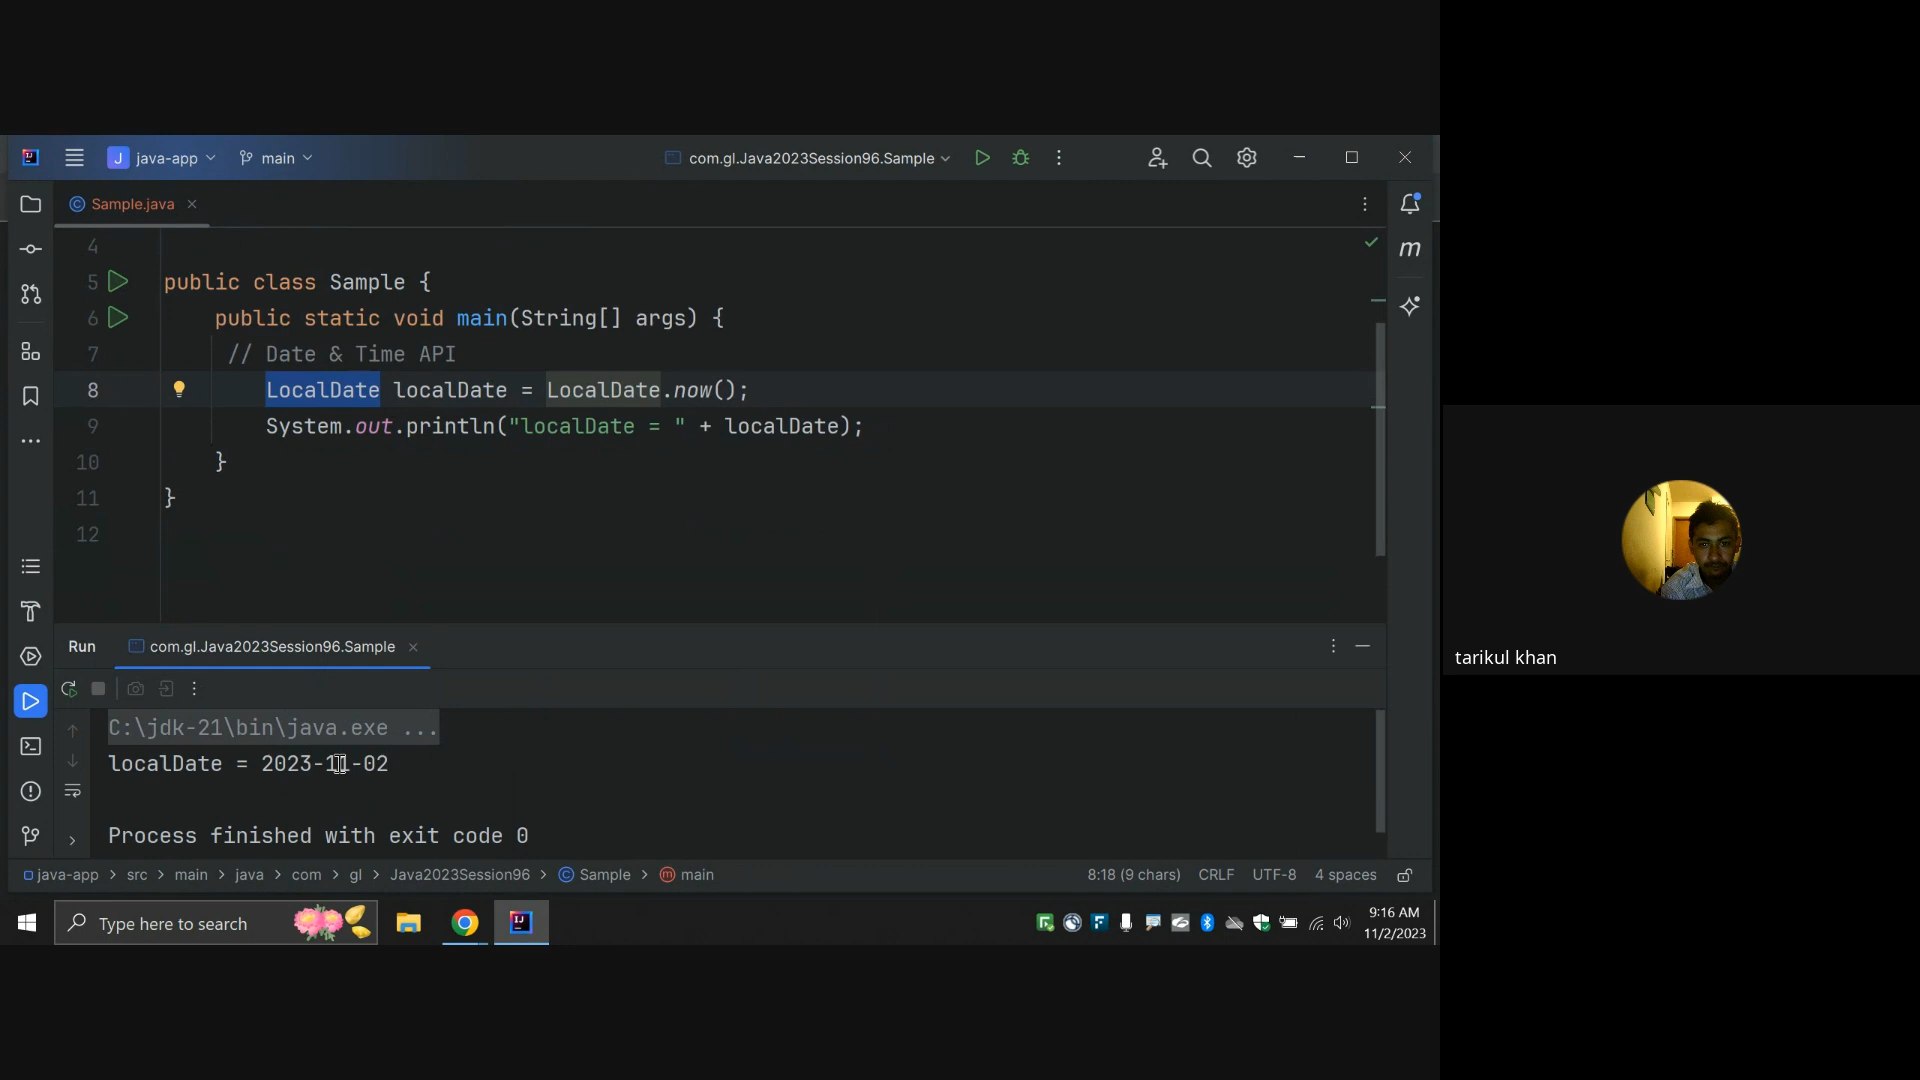 J java-app main com.gl.Java2023Session96.Sample
Sample.java
4
5 public class Sample {
6 public static void main(String[] args) {
7 // Date & Time API
8 LocalDate localDate = LocalDate.now();
9 System.out.println("localDate = " + localDate);
10 }
11 }
12
Run com.gl.Java2023Session96.Sample
C:\jdk-21\bin\java.exe ...
localDate = 2023-11-02
Process finished with exit code 0
java-app > src > main > java > com > gl > Java2023Session96 > Sample > main 8:18 (9 chars) CRLF UTF-8 4 spaces
Type here to search
9:16 AM
11/2/2023
tarikul khan